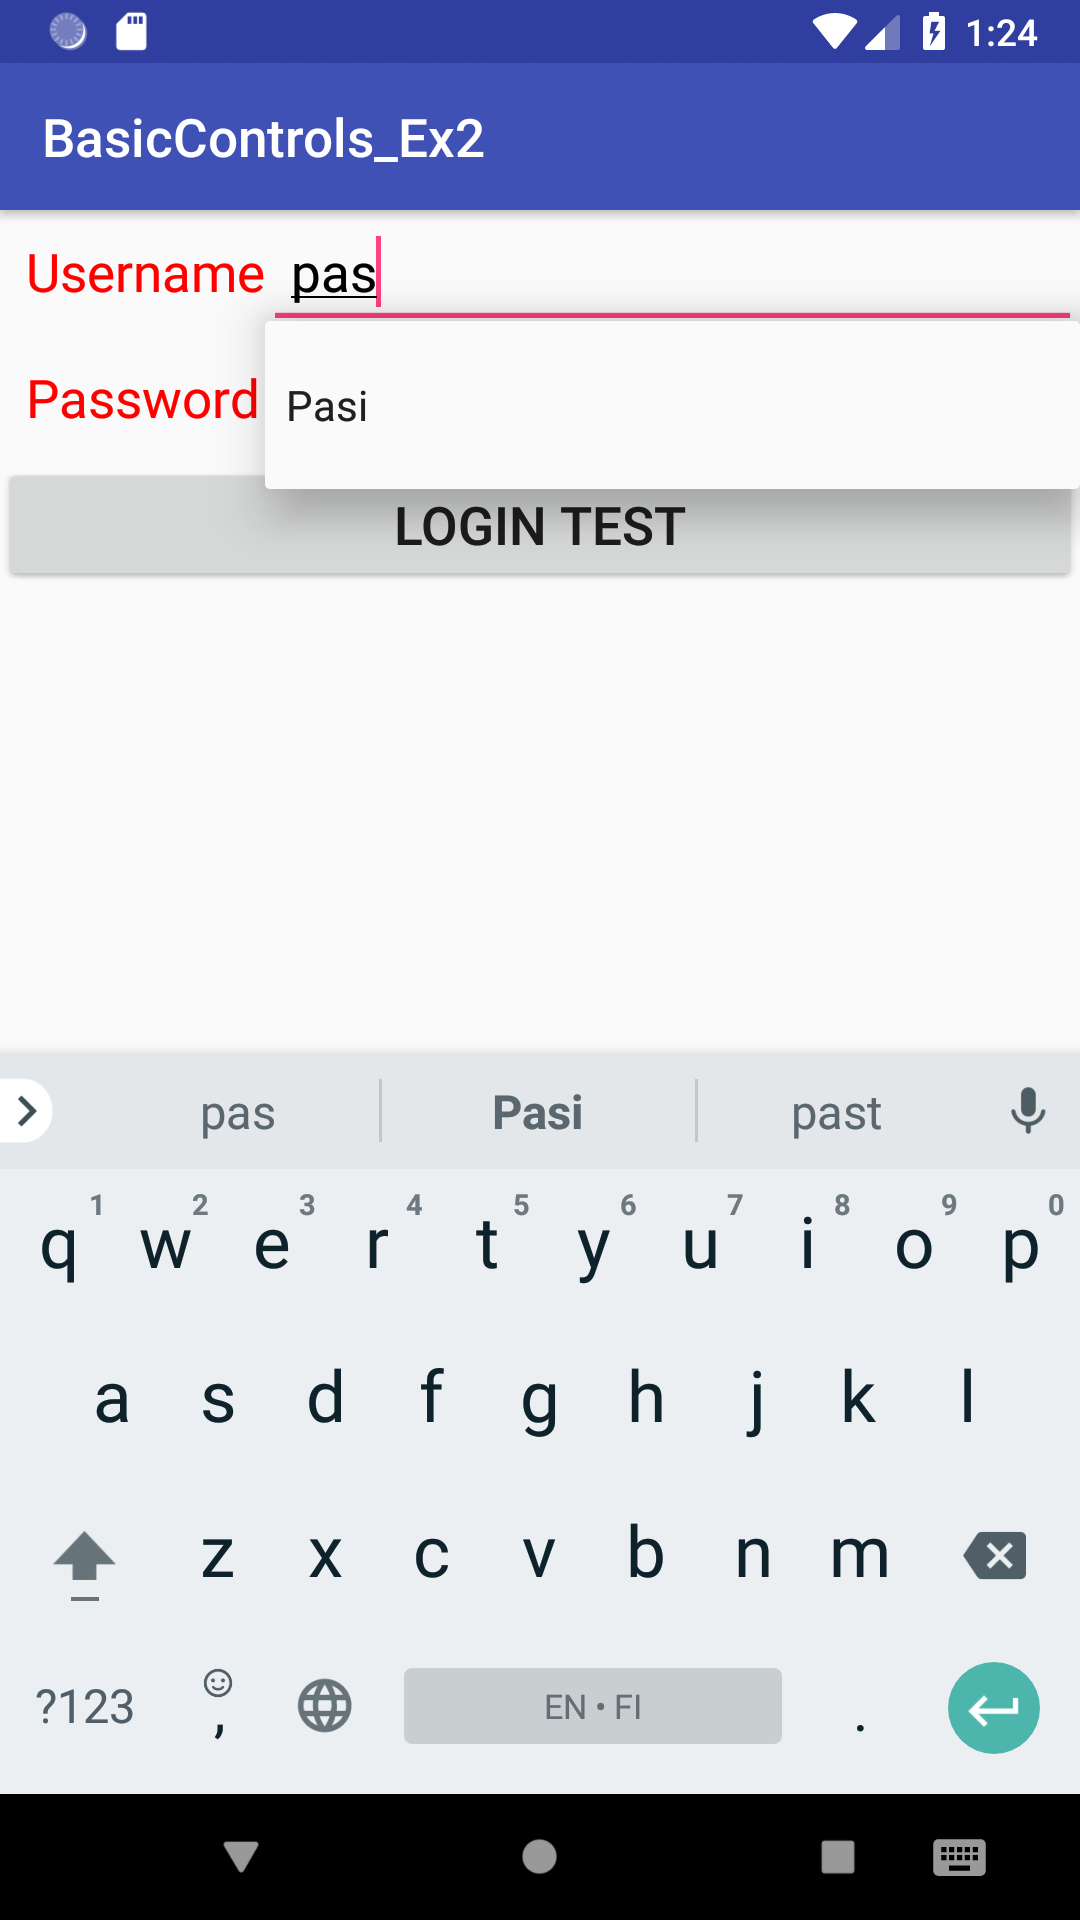 1:24
BasicControls_Ex2
Username pas
Pasi
Password
LOGIN TEST
pas Pasi past
1 2 3 4 5 6 7 8 9 0
q w e r t y u i o p
a s d f g h j k l
z x c v b n m
?123 , EN • FI .